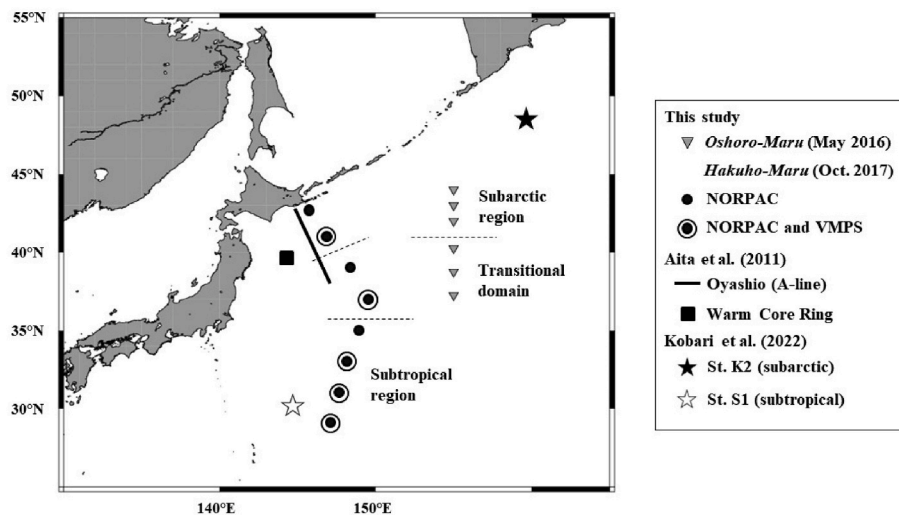 55°N
50°N
45°N
40°N
35°N
30°N
140°E
150°E
Subarctic
region
Transitional
domain
Subtropical
region
This study
Oshoro-Maru (May 2016)
Hakuho-Maru (Oct. 2017)
NORPAC
NORPAC and VMPS
Aita et al. (2011)
Oyashio (A-line)
Warm Core Ring
Kobari et al. (2022)
St. K2 (subarctic)
St. S1 (subtropical)